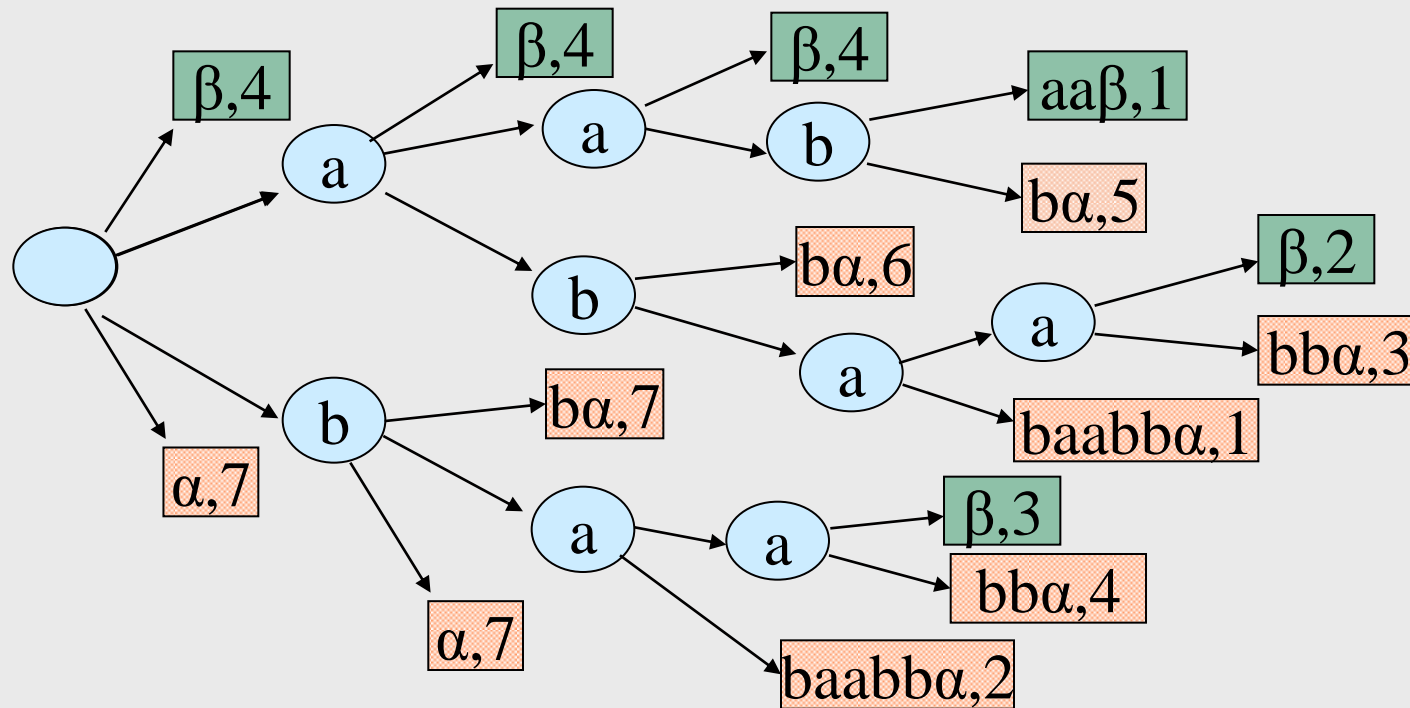 β,4
β,4
β,4
aaβ,1
a
a
b
bα,5
bα,6
β,2
b
a
bbα,3
a
bα,7
b
baabbα,1
α,7
β,3
a
a
bbα,4
α,7
baabbα,2